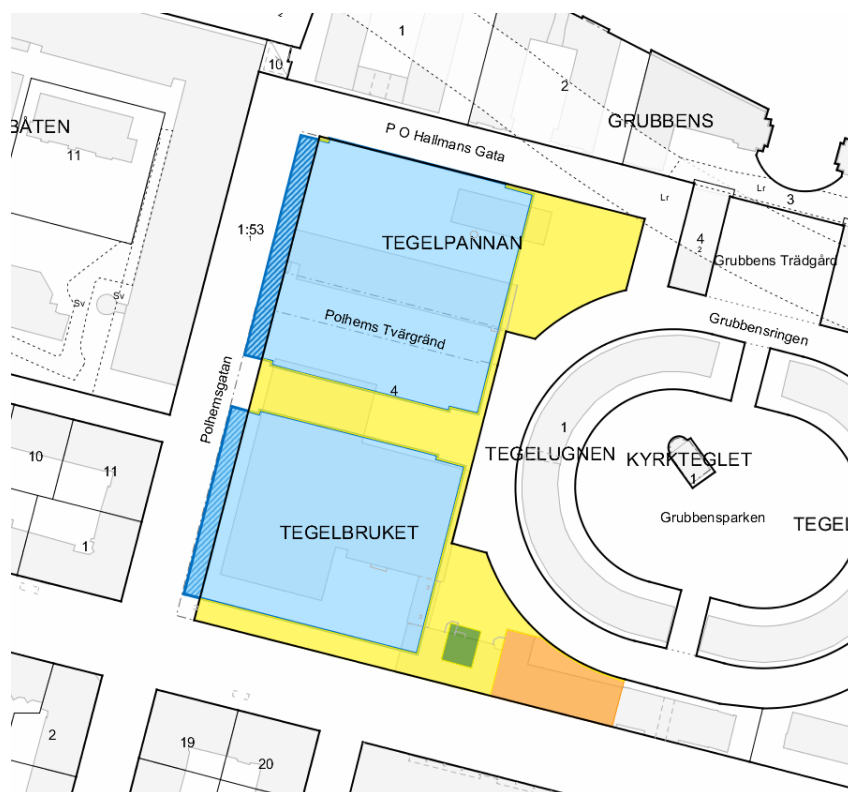 1
2
10
2
GRUBBENS
P O Hallmans Gata
BÅTEN
11
Lr
Lr
3
1:53
TEGELPANNAN
4
2
Grubbens Trädgård
Sv
Sv
Polhems Tvärgränd
Grubbensringen
Polhemsgatan
4
1
10
11
TEGELUGNEN
KYRKTEGLET
1
Grubbensparken
TEGEL
TEGELBRUKET
1
2
19
20